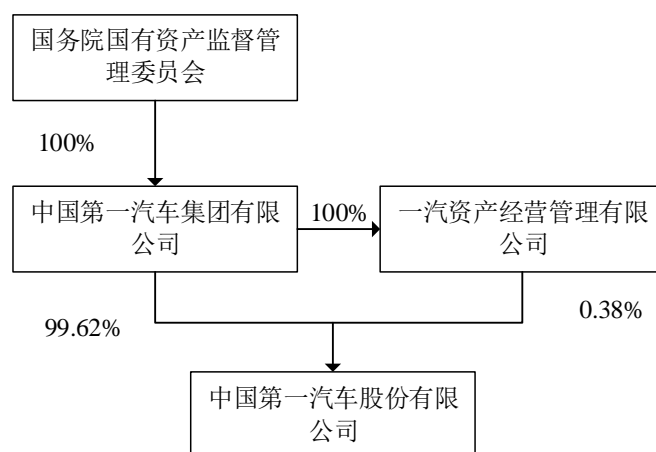 国务院国有资产监督管
理委员会
100%
中国第一汽车集团有限
公司
100%
一汽资产经营管理有限
公司
99.62%
0.38%
中国第一汽车股份有限
公司